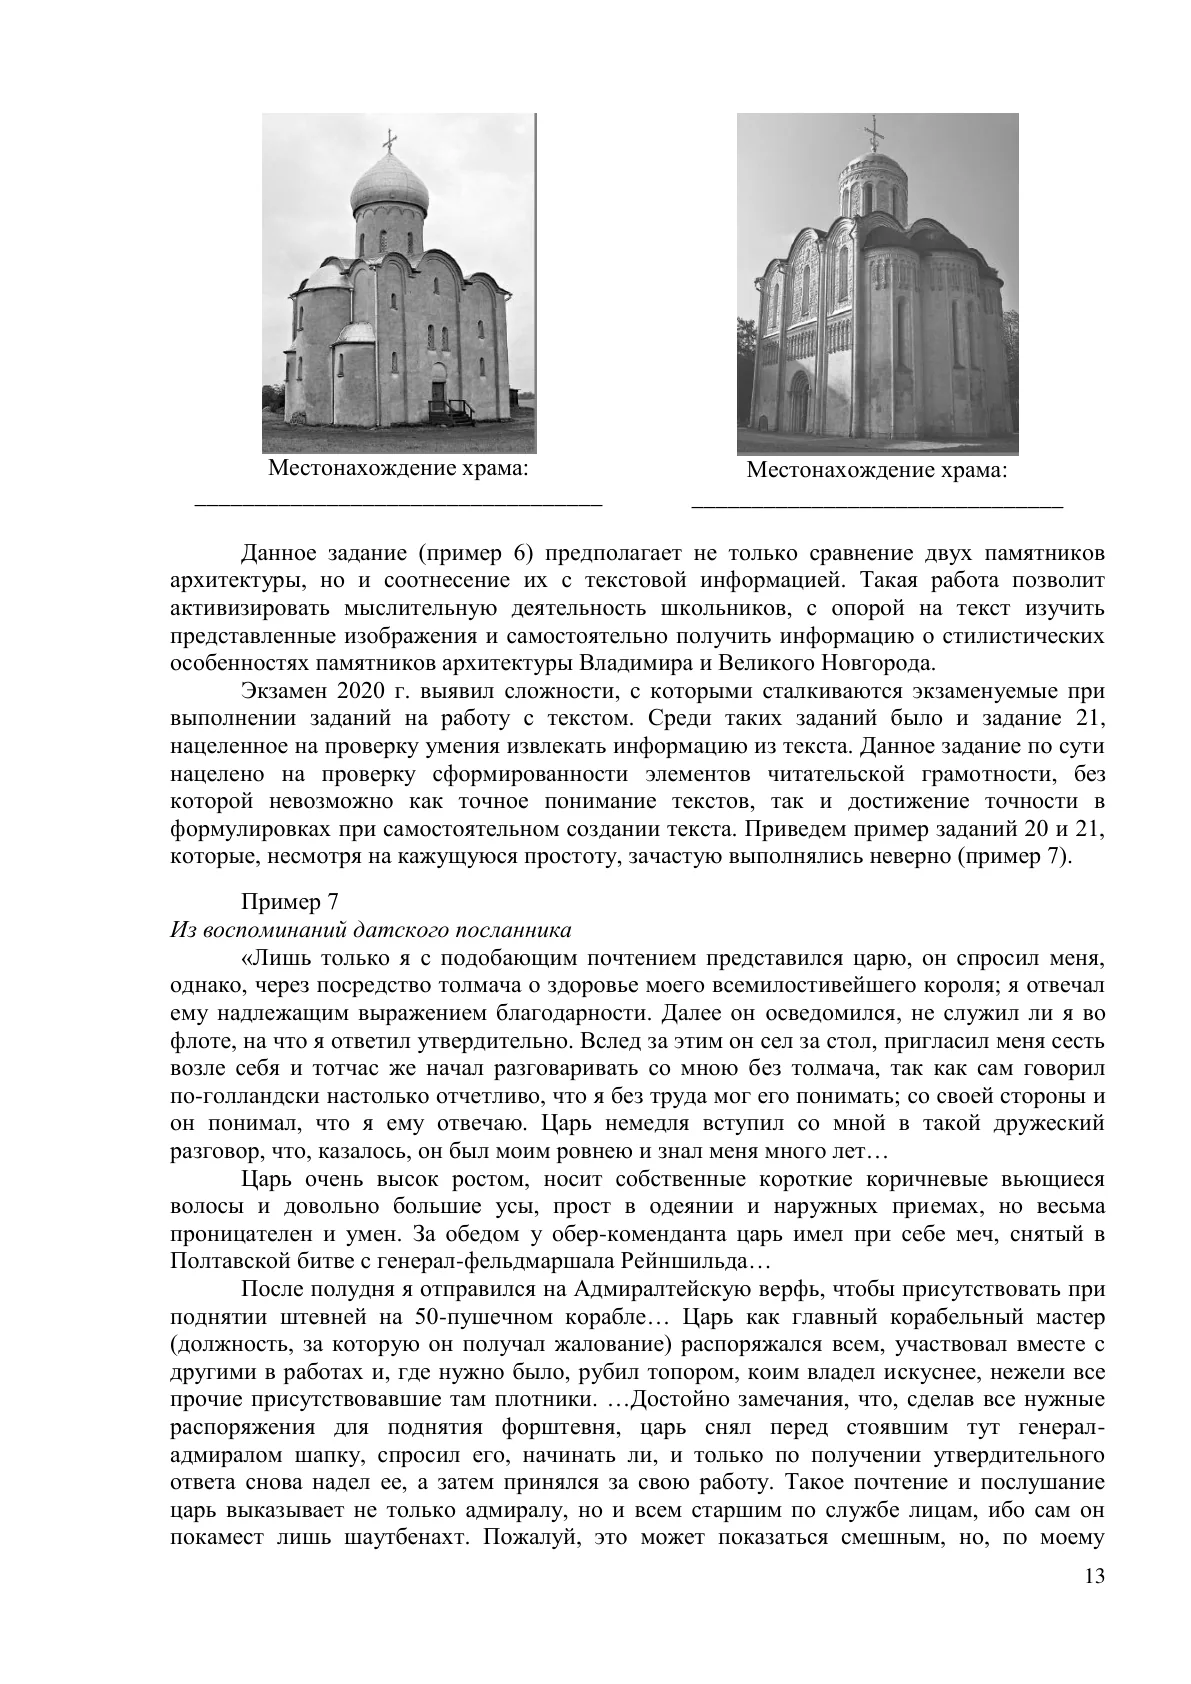 Местонахождение храма:
__________________________________
Местонахождение храма:
_______________________________
Данное задание (пример 6) предполагает не только сравнение двух памятников
архитектуры, но и соотнесение их с текстовой информацией. Такая работа позволит
активизировать мыслительную деятельность школьников, с опорой на текст изучить
представленные изображения и самостоятельно получить информацию о стилистических
особенностях памятников архитектуры Владимира и Великого Новгорода.
Экзамен 2020 г. выявил сложности, с которыми сталкиваются экзаменуемые при
выполнении заданий на работу с текстом. Среди таких заданий было и задание 21,
нацеленное на проверку умения извлекать информацию из текста. Данное задание по сути
нацелено на проверку сформированности элементов читательской грамотности, без
которой невозможно как точное понимание текстов, так и достижение точности в
формулировках при самостоятельном создании текста. Приведем пример заданий 20 и 21,
которые, несмотря на кажущуюся простоту, зачастую выполнялись неверно (пример 7).
Пример 7
Из воспоминаний датского посланника
«Лишь только я с подобающим почтением представился царю, он спросил меня,
однако, через посредство толмача о здоровье моего всемилостивейшего короля; я отвечал
ему надлежащим выражением благодарности. Далее он осведомился, не служил ли я во
флоте, на что я ответил утвердительно. Вслед за этим он сел за стол, пригласил меня сесть
возле себя и тотчас же начал разговаривать со мною без толмача, так как сам говорил
по-голландски настолько отчетливо, что я без труда мог его понимать; со своей стороны и
он понимал, что я ему отвечаю. Царь немедля вступил со мной в такой дружеский
разговор, что, казалось, он был моим ровнею и знал меня много лет…
Царь очень высок ростом, носит собственные короткие коричневые вьющиеся
волосы и довольно большие усы, прост в одеянии и наружных приемах, но весьма
проницателен и умен. За обедом у обер-коменданта царь имел при себе меч, снятый в
Полтавской битве с генерал-фельдмаршала Рейншильда…
После полудня я отправился на Адмиралтейскую верфь, чтобы присутствовать при
поднятии штевней на 50-пушечном корабле… Царь как главный корабельный мастер
(должность, за которую он получал жалование) распоряжался всем, участвовал вместе с
другими в работах и, где нужно было, рубил топором, коим владел искуснее, нежели все
прочие присутствовавшие там плотники. …Достойно замечания, что, сделав все нужные
распоряжения для поднятия форштевня, царь снял перед стоявшим тут генерал-
адмиралом шапку, спросил его, начинать ли, и только по получении утвердительного
ответа снова надел ее, а затем принялся за свою работу. Такое почтение и послушание
царь выказывает не только адмиралу, но и всем старшим по службе лицам, ибо сам он
покамест лишь шаутбенахт. Пожалуй, это может показаться смешным, но, по моему
13